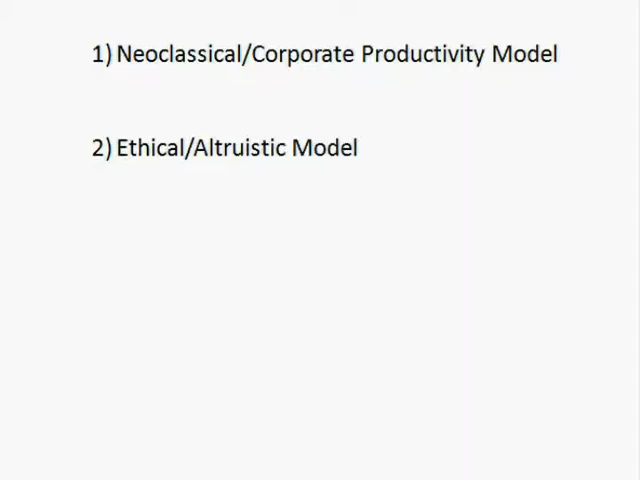 1) Neoclassical/Corporate Productivity Model
2) Ethical/Altruistic Model